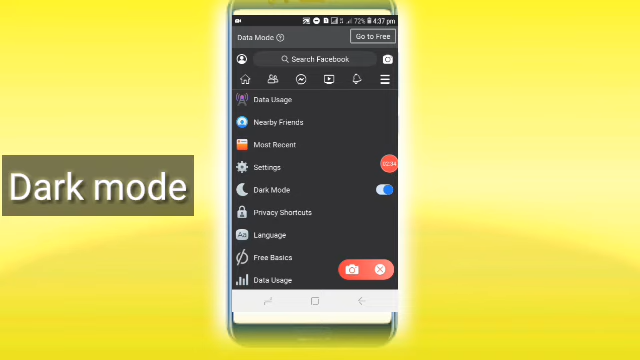 72% 4:37 pm
Data Mode ?
Go to Free
Search Facebook
Data Usage
Nearby Friends
Most Recent
02:34
Settings
Dark mode
Dark Mode
Privacy Shortcuts
Aa
Language
Free Basics
Data Usage